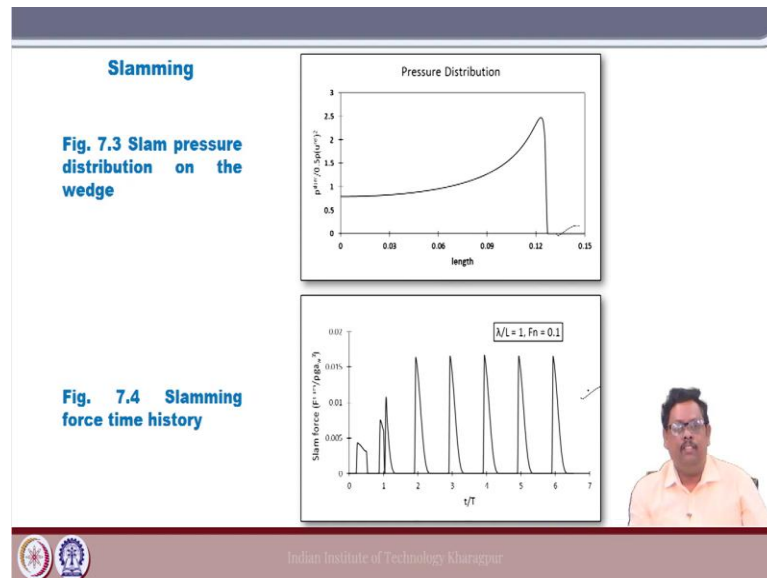 Slamming
Fig. 7.3 Slam pressure
distribution on the
wedge
Pressure Distribution
3
2.5
2
1.5
1
0.5
0
0 0.03 0.06 0.09 0.12 0.15
length
Fig. 7.4 Slamming
force time history
λ/L = 1, Fn = 0.1
0.02
0.015
0.01
0.005
0
0 1 2 3 4 5 6 7
Slam force
t/T
Indian Institute of Technology Kharagpur